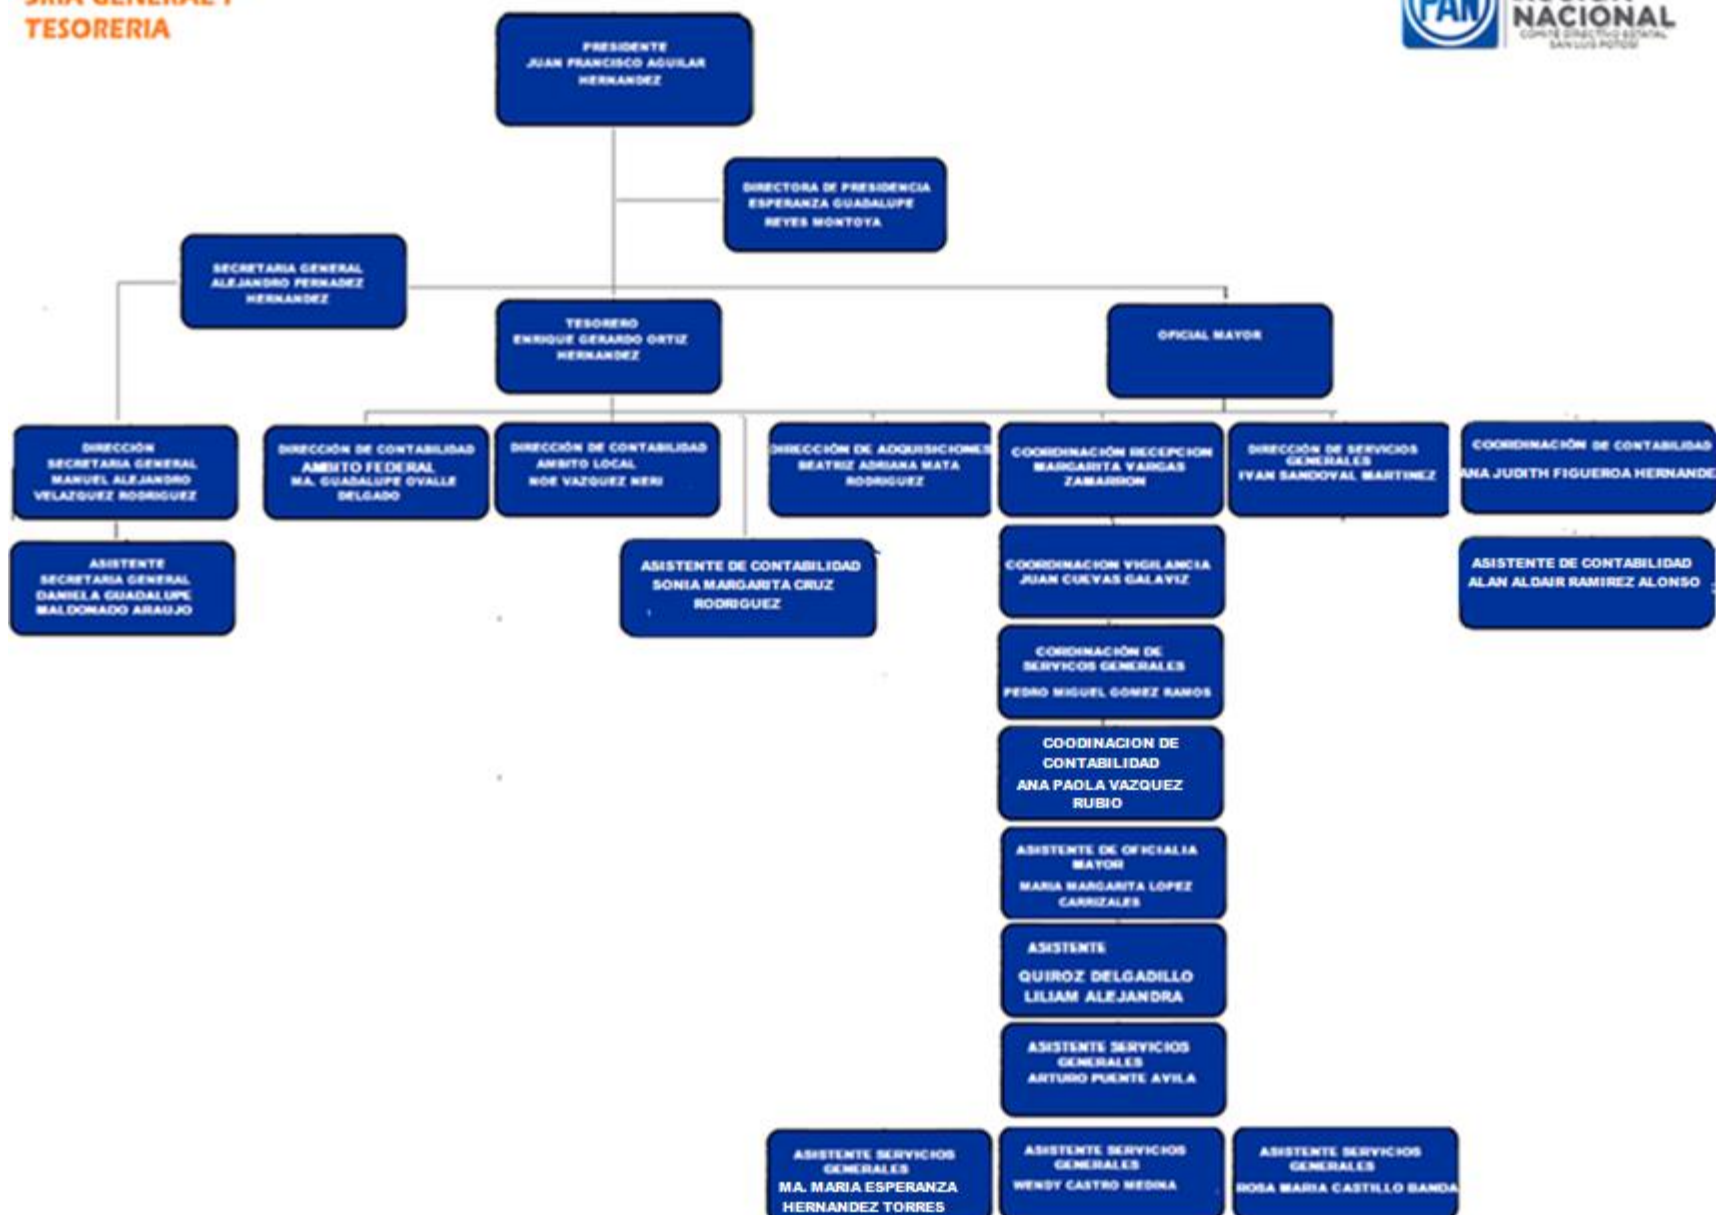 TESORERIA
PAN
NACIONAL
COMITÉ DIRECTIVO ESTATAL
SAN LUIS POTOSÍ
PRESIDENTE
JUAN FRANCISCO AGUILAR
HERNANDEZ
DIRECTORA DE PRESIDENCIA
ESPERANZA GUADALUPE
REYES MONTOYA
SECRETARIA GENERAL
ALEJANDRO FERNADEZ
HERNANDEZ
TESORERO
ENRIQUE GERARDO ORTIZ
HERNANDEZ
OFICIAL MAYOR
DIRECCIÓN
SECRETARIA GENERAL
MANUEL ALEJANDRO
VELAZQUEZ RODRIGUEZ
DIRECCIÓN DE CONTABILIDAD
AMBITO FEDERAL
MA. GUADALUPE OVALLE
DELGADO
DIRECCIÓN DE CONTABILIDAD
AMBITO LOCAL
NOE VAZQUEZ NERI
DIRECCIÓN DE ADQUISICIONES
BEATRIZ ADRIANA MATA
RODRIGUEZ
COORDINACIÓN RECEPCION
MARGARITA VARGAS
ZAMARRON
DIRECCIÓN DE SERVICIOS
GENERALES
IVAN SANDOVAL MARTINEZ
COORDINACIÓN DE CONTABILIDAD
ANA JUDITH FIGUEROA HERNANDE
ASISTENTE
SECRETARIA GENERAL
DANIELA GUADALUPE
MALDONADO ARAUJO
ASISTENTE DE CONTABILIDAD
SONIA MARGARITA CRUZ
RODRIGUEZ
COORDINACION VIGILANCIA
JUAN CUEVAS GALAVIZ
ASISTENTE DE CONTABILIDAD
ALAN ALDAIR RAMIREZ ALONSO
CORDINACIÓN DE
SERVICOS GENERALES
PEDRO MIGUEL GOMEZ RAMOS
COODINACION DE
CONTABILIDAD
ANA PAOLA VAZQUEZ
RUBIO
ASISTENTE DE OFICIALIA
MAYOR
MARIA MARGARITA LOPEZ
CARRIZALES
ASISTENTE
QUIROZ DELGADILLO
LILIAM ALEJANDRA
ASISTENTE SERVICIOS
GENERALES
ARTURO PUENTE AVILA
ASISTENTE SERVICIOS
GENERALES
MA. MARIA ESPERANZA
HERNANDEZ TORRES
ASISTENTE SERVICIOS
GENERALES
WENDY CASTRO MEDINA
ASISTENTE SERVICIOS
GENERALES
ROSA MARIA CASTILLO BANDA